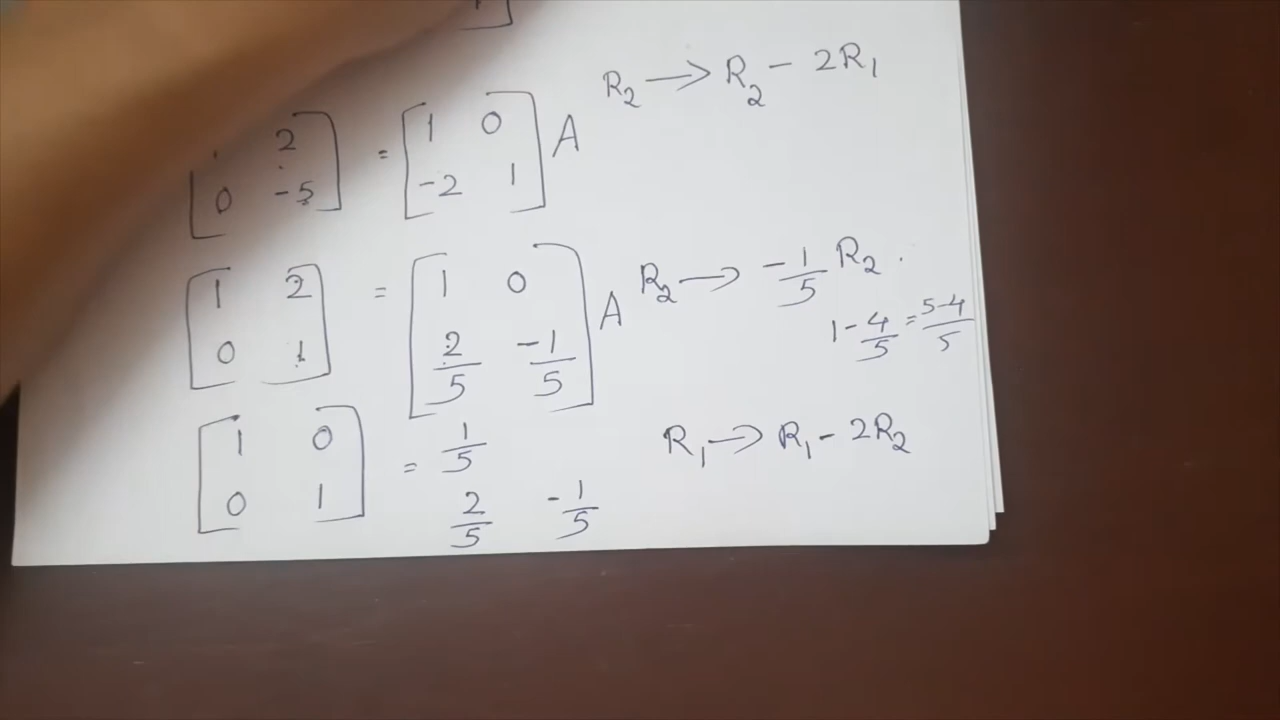 R₂ → R₂ - 2R₁
2 = 1 0 A
0 -5 -2 1
1 2 = 1 0 A R₂ → -1/5 R₂ .
0 1 2/5 -1/5
1 - 4/5 = 5-4/5
1 0 = 1/5 R₁ → R₁ - 2R₂
0 1 2/5 -1/5